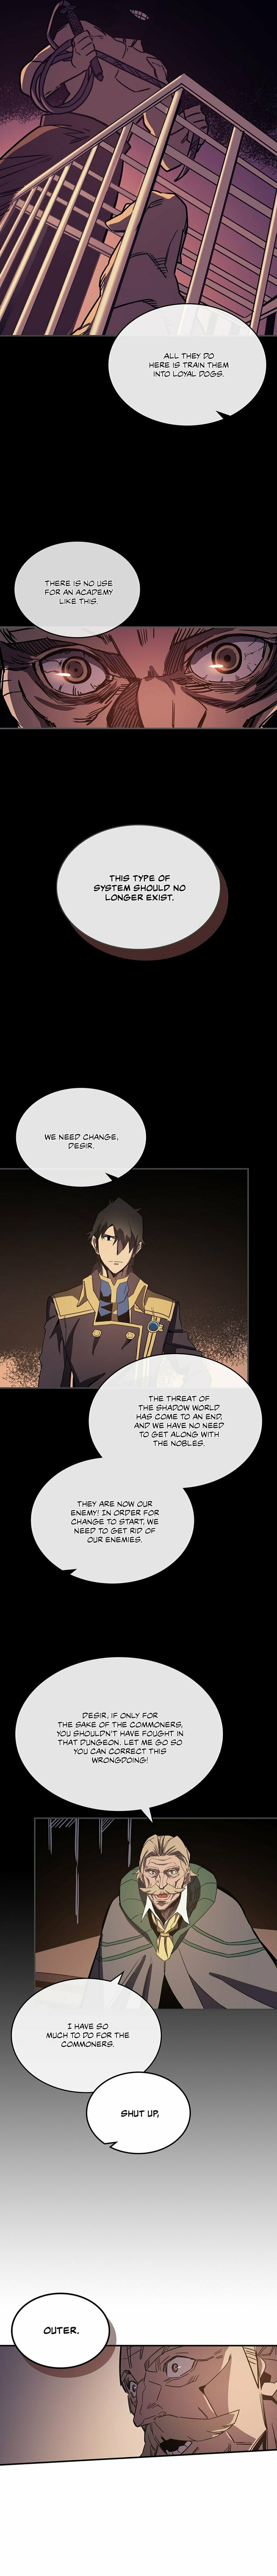 ALL THEY DO
HERE IS TRAIN THEM
INTO LOYAL DOGS.
THERE IS NO USE
FOR AN ACADEMY
LIKE THIS.
THIS TYPE OF
SYSTEM SHOULD NO
LONGER EXIST.
WE NEED CHANGE,
DESIR.
THE THREAT OF
THE SHADOW WORLD
HAS COME TO AN END,
AND WE HAVE NO NEED
TO GET ALONG WITH
THE NOBLES.
THEY ARE NOW OUR
ENEMY! IN ORDER FOR
CHANGE TO START, WE
NEED TO GET RID OF
OUR ENEMIES.
DESIR, IF ONLY FOR
THE SAKE OF THE COMMONERS,
YOU SHOULDN'T HAVE FOUGHT IN
THAT DUNGEON. LET ME GO SO
YOU CAN CORRECT THIS
WRONGDOING!
I HAVE SO
MUCH TO DO FOR THE
COMMONERS.
SHUT UP,
OUTER.